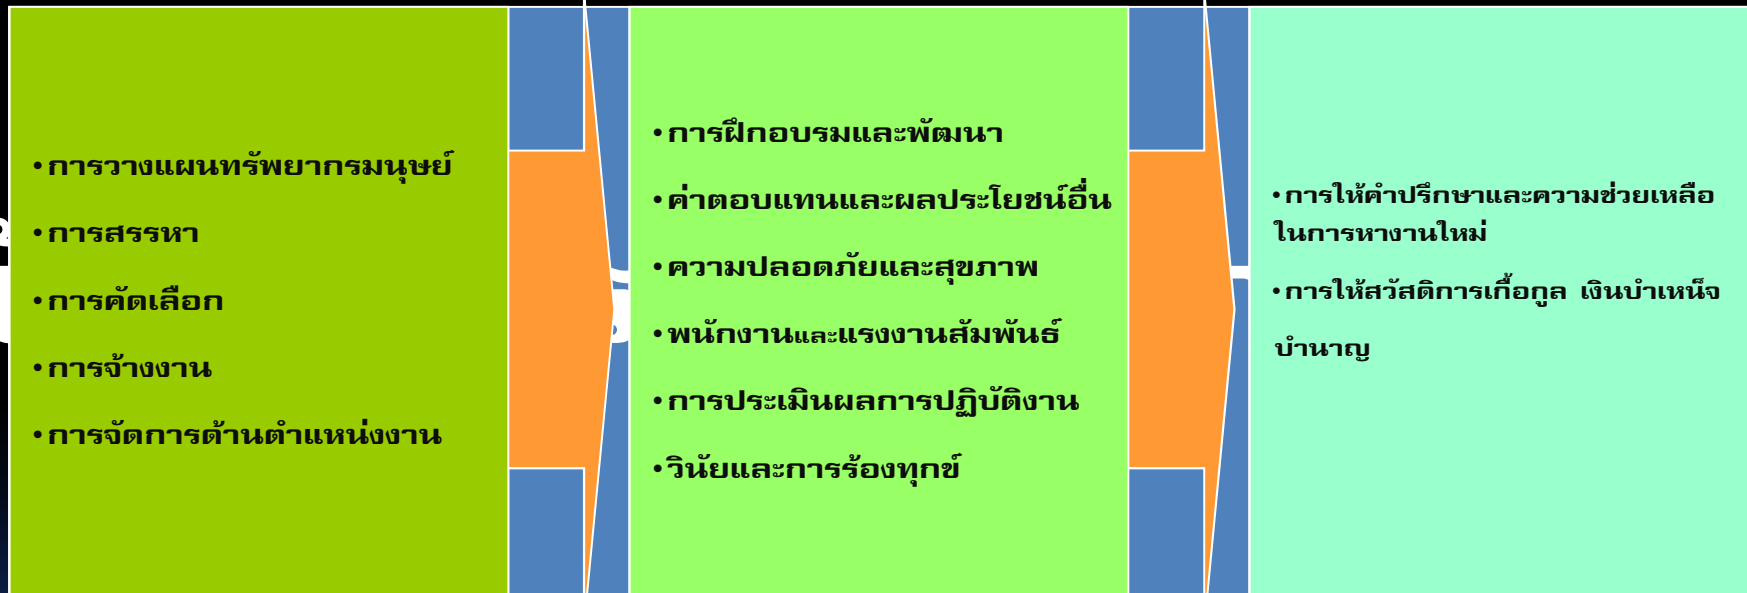 •การวางแผนทรัพยากรมนุษย์
•การสรรหา
•การคัดเลือก
•การจ้างงาน
•การจัดการด้านตำแหน่งงาน
•การฝึกอบรมและพัฒนา
•ค่าตอบแทนและผลประโยชน์อื่น
•ความปลอดภัยและสุขภาพ
•พนักงานและแรงงานสัมพันธ์
•การประเมินผลการปฏิบัติงาน
•วินัยและการร้องทุกข์
•การให้คำปรึกษาและความช่วยเหลือ
ในการหางานใหม่
•การให้สวัสดิการเกื้อกูล เงินบำเหน็จ
บำนาญ